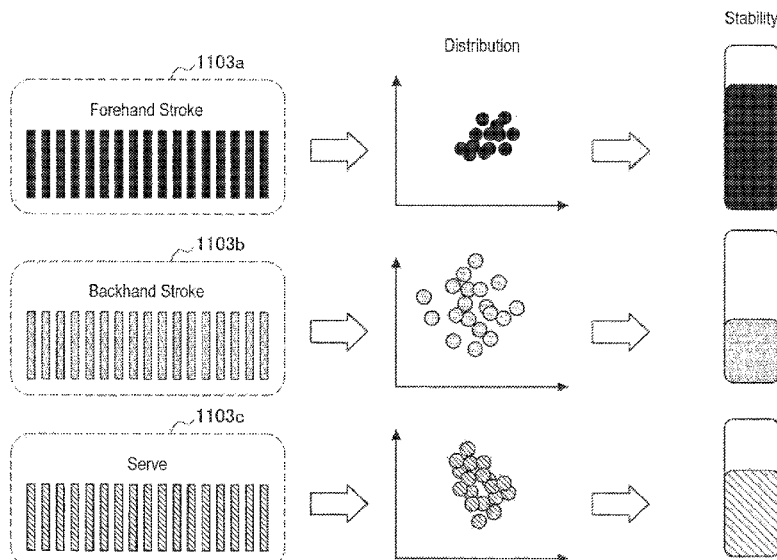 Stability
Distribution
1103a
Forehand Stroke
1103b
Backhand Stroke
1103c
Serve